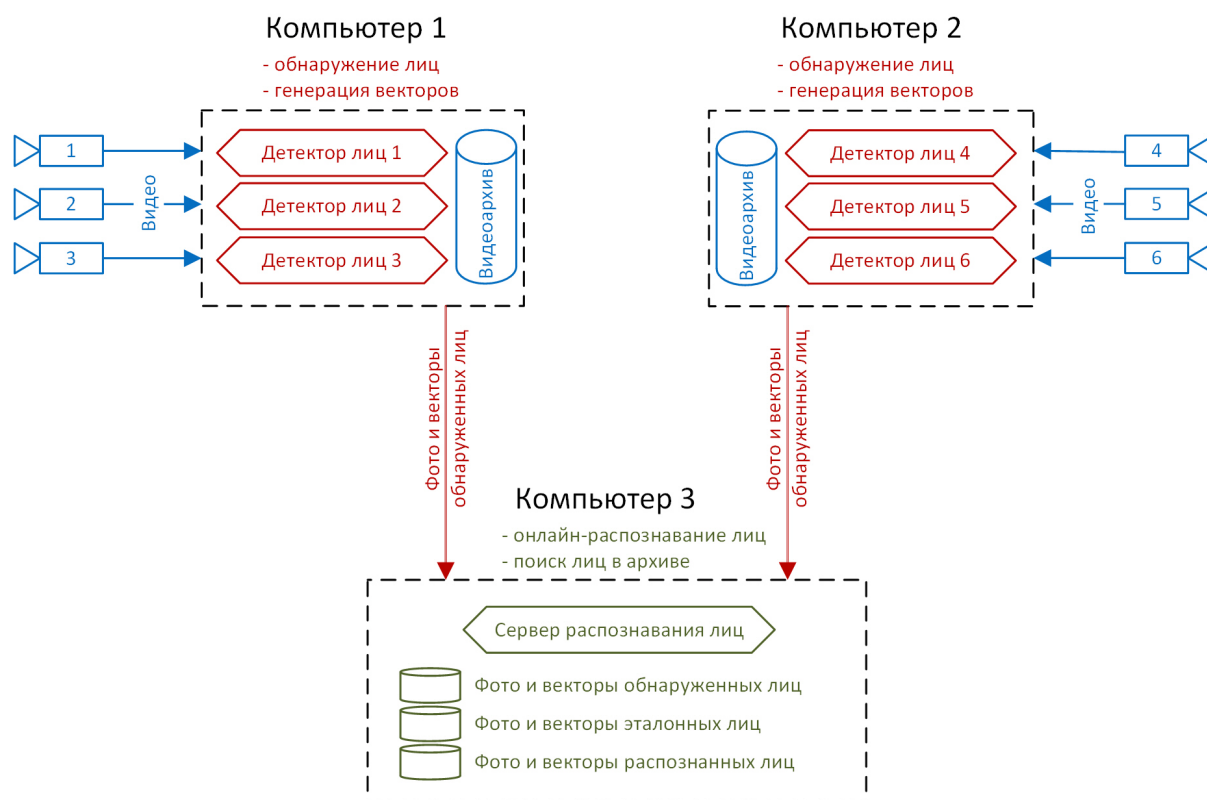 Компьютер 1
- обнаружение лиц
- генерация векторов
1
2
3
Видео
Детектор лиц 1
Детектор лиц 2
Детектор лиц 3
Видеоархив
Компьютер 2
- обнаружение лиц
- генерация векторов
Видеоархив
Детектор лиц 4
Детектор лиц 5
Детектор лиц 6
Видео
4
5
6
Фото и векторы
обнаруженных лиц
Фото и векторы
обнаруженных лиц
Компьютер 3
- онлайн-распознавание лиц
- поиск лиц в архиве
Сервер распознавания лиц
Фото и векторы обнаруженных лиц
Фото и векторы эталонных лиц
Фото и векторы распознанных лиц